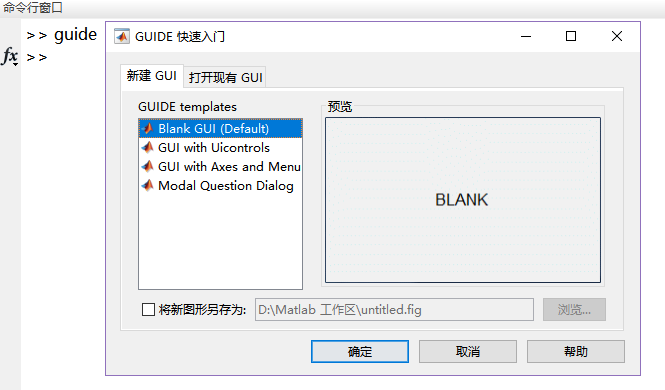 命令行窗口
>> guide
fx >>
GUIDE 快速入门
新建 GUI
打开现有 GUI
GUIDE templates
Blank GUI (Default)
GUI with Uicontrols
GUI with Axes and Menu
Modal Question Dialog
预览
BLANK
将新图形另存为:
D:\Matlab 工作区\untitled.fig
浏览...
确定
取消
帮助